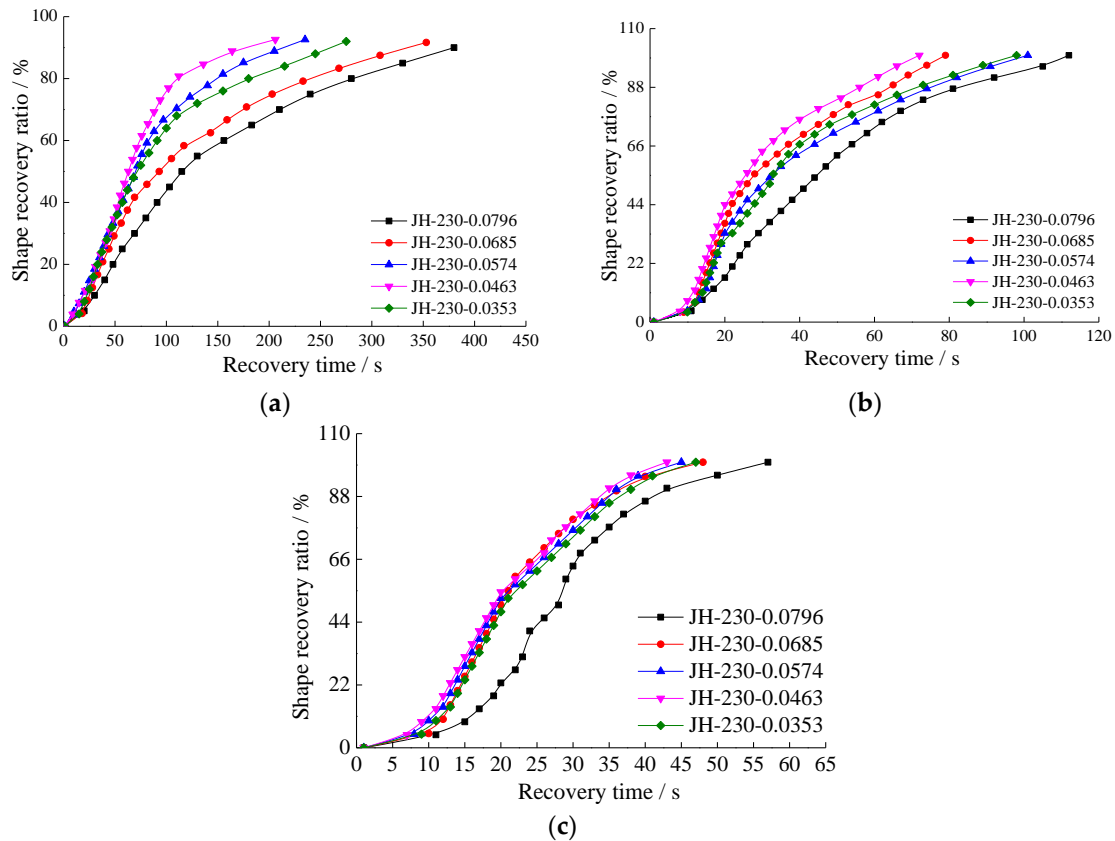 100
80
60
40
20
0
Shape recovery ratio / %
JH-230-0.0796
JH-230-0.0685
JH-230-0.0574
JH-230-0.0463
JH-230-0.0353
0 50 100 150 200 250 300 350 400 450
Recovery time / s
(a)
110
88
66
44
22
0
Shape recovery ratio / %
JH-230-0.0796
JH-230-0.0685
JH-230-0.0574
JH-230-0.0463
JH-230-0.0353
0 20 40 60 80 100 120
Recovery time / s
(b)
110
88
66
44
22
0
Shape recovery ratio / %
JH-230-0.0796
JH-230-0.0685
JH-230-0.0574
JH-230-0.0463
JH-230-0.0353
0 5 10 15 20 25 30 35 40 45 50 55 60 65
Recovery time / s
(c)